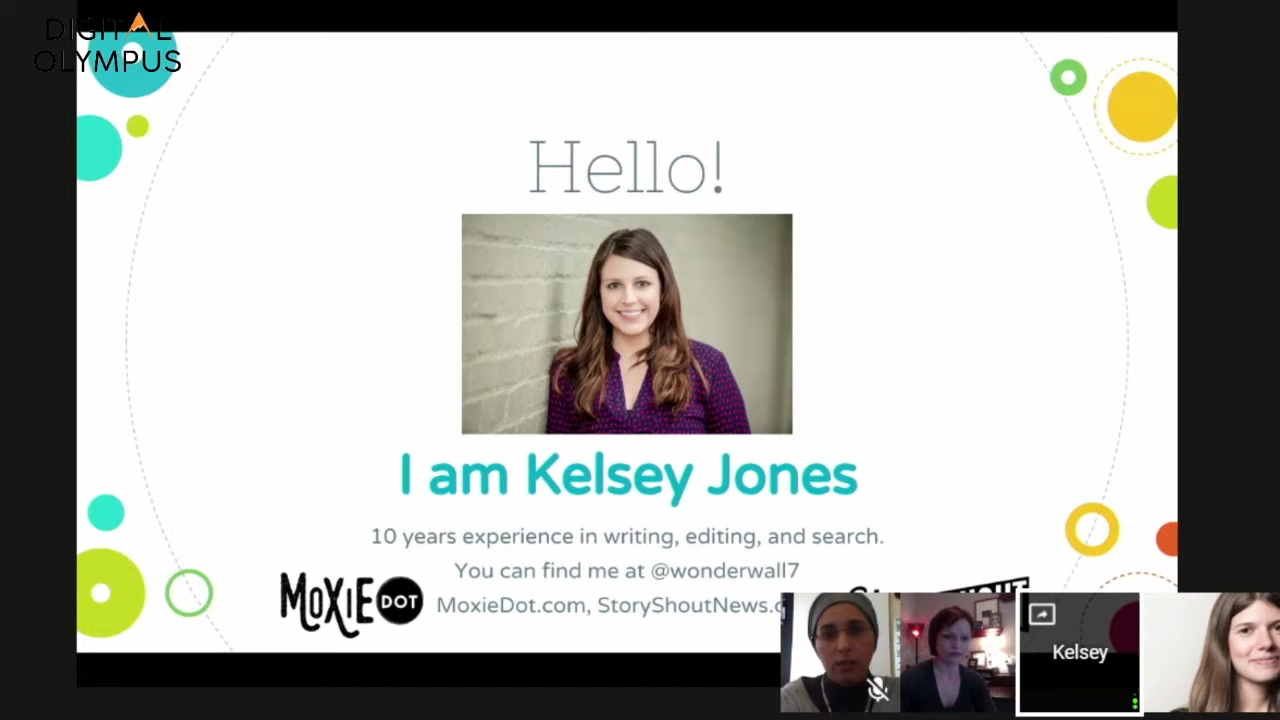 DIGITAL
OLYMPUS
Hello!
I am Kelsey Jones
10 years experience in writing, editing, and search.
You can find me at @wonderwall7
MOXIE DOT
MoxieDot.com, StoryShoutNews.c
Kelsey